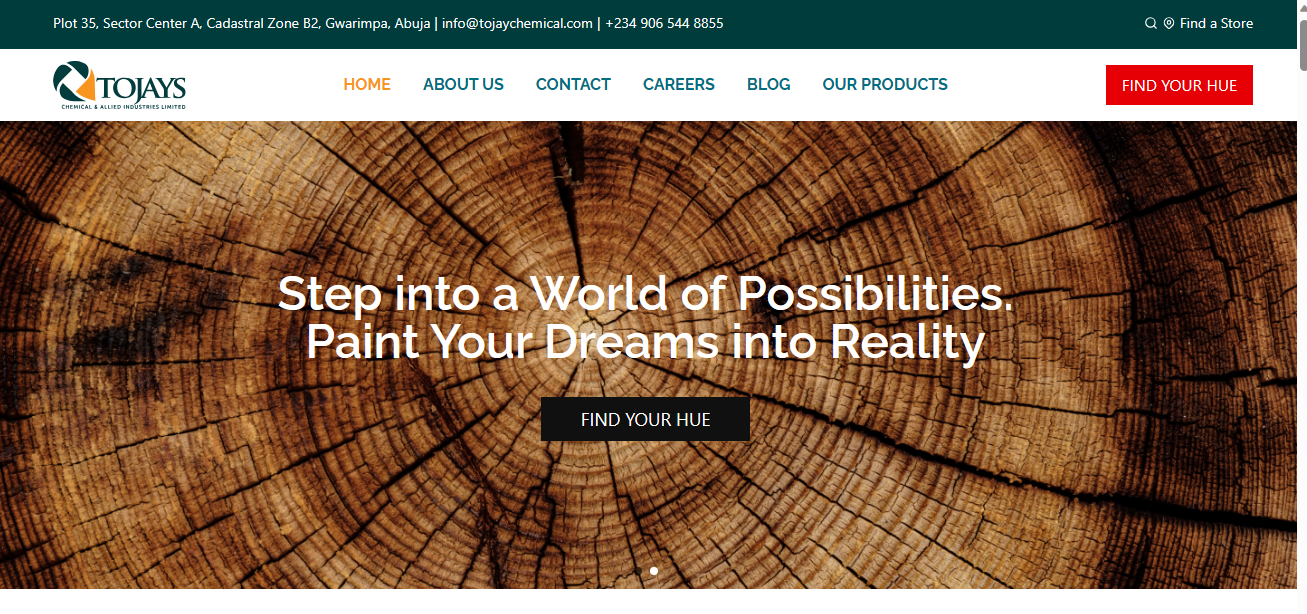 Plot 35, Sector Center A, Cadastral Zone B2, Gwarimpa, Abuja | info@tojaychemical.com | +234 906 544 8855
Find a Store
TOJAYS
CHEMICAL & ALLIED INDUSTRIES LIMITED
HOME
ABOUT US
CONTACT
CAREERS
BLOG
OUR PRODUCTS
FIND YOUR HUE
Step into a World of Possibilities.
Paint Your Dreams into Reality
FIND YOUR HUE